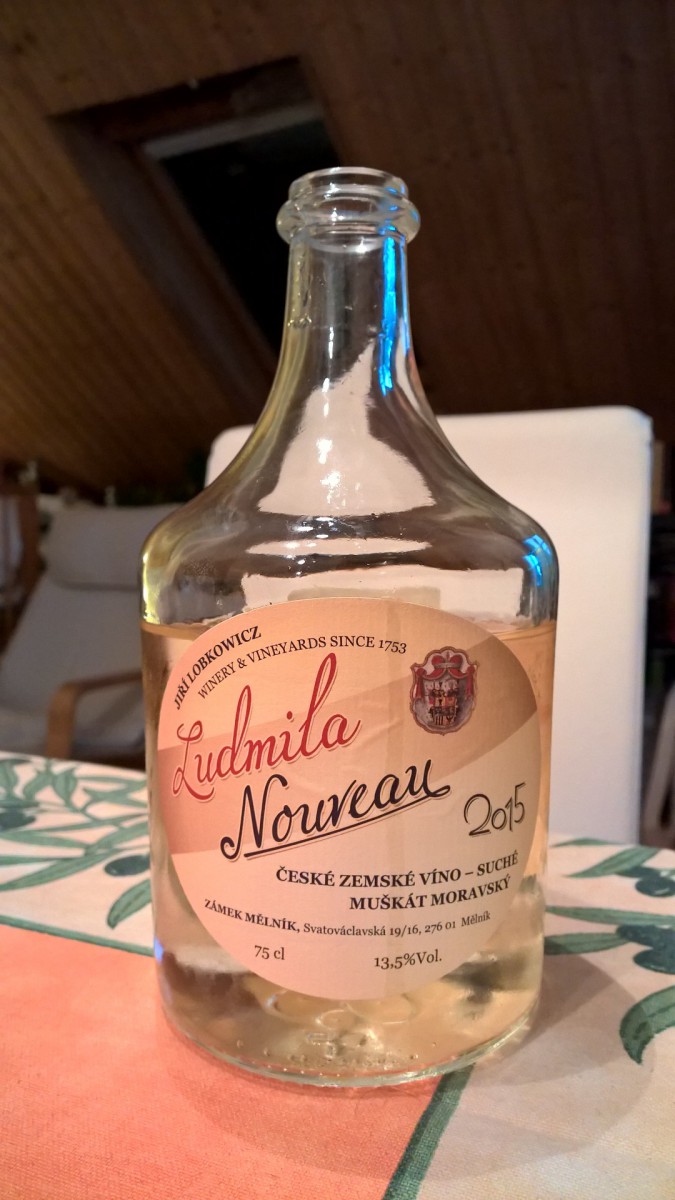 JIŘÍ LOBKOWICZ
WINERY & VINEYARDS SINCE 1753
Ludmila
Nouveau
2015
ČESKÉ ZEMSKÉ VÍNO – SUCHÉ
MUŠKÁT MORAVSKÝ
ZÁMEK MĚLNÍK, Svatováclavská 19/16, 276 01 Mělník
75 cl 13,5%Vol.